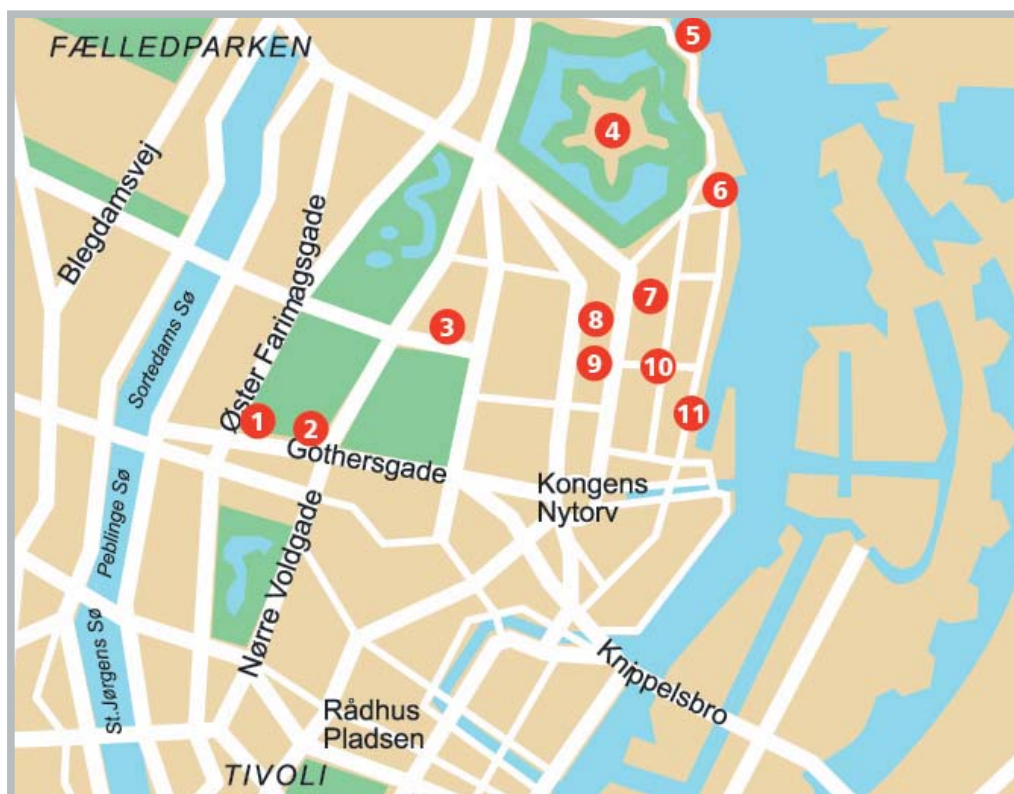 FÆLLEDPARKEN
5
4
6
Blegdamsvej
Sortedams Sø
Øster Farimagsgade
3
7
8
9
10
11
1
2
Gothersgade
Kongens
Nytorv
Peblinge Sø
Nørre Voldgade
St.Jørgens Sø
Knippelsbro
Rådhus
Pladsen
TIVOLI